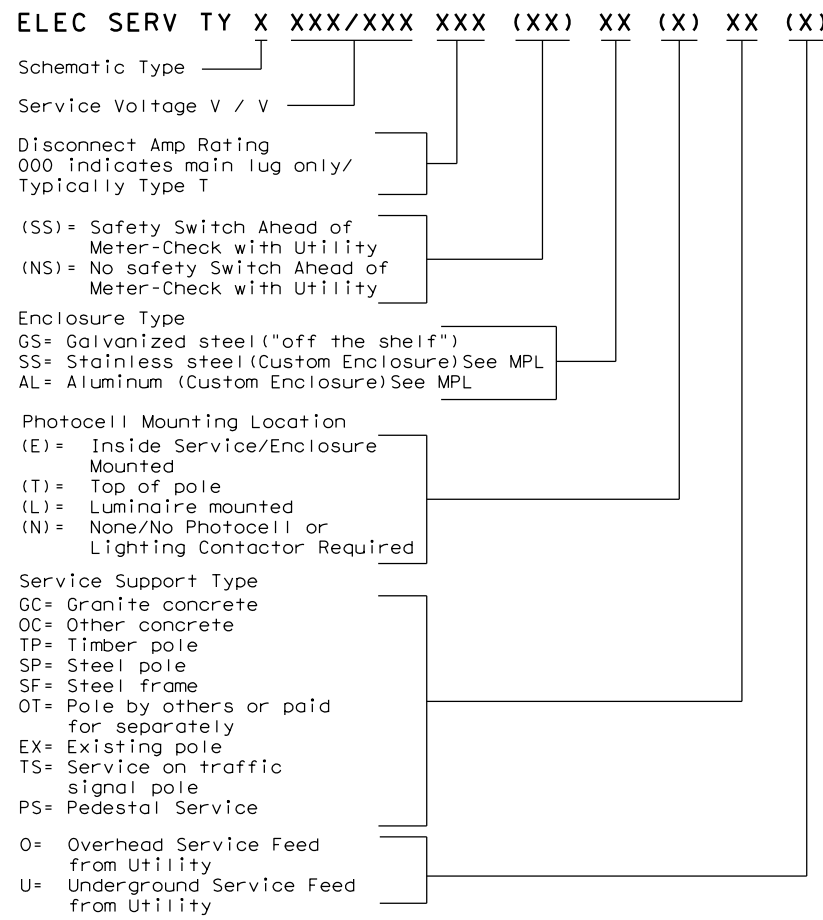 ELEC SERV TY X XXX/XXX XXX (XX) XX (X) XX (X)
Schematic Type
Service Voltage V / V
Disconnect Amp Rating
000 indicates main lug only/
Typically Type T
(SS)= Safety Switch Ahead of
Meter-Check with Utility
(NS)= No safety Switch Ahead of
Meter-Check with Utility
Enclosure Type
GS= Galvanized steel("off the shelf")
SS= Stainless steel(Custom Enclosure)See MPL
AL= Aluminum (Custom Enclosure)See MPL
Photocell Mounting Location
(E)= Inside Service/Enclosure
Mounted
(T)= Top of pole
(L)= Luminaire mounted
(N)= None/No Photocell or
Lighting Contactor Required
Service Support Type
GC= Granite concrete
OC= Other concrete
TP= Timber pole
SP= Steel pole
SF= Steel frame
OT= Pole by others or paid
for separately
EX= Existing pole
TS= Service on traffic
signal pole
PS= Pedestal Service
O= Overhead Service Feed
from Utility
U= Underground Service Feed
from Utility